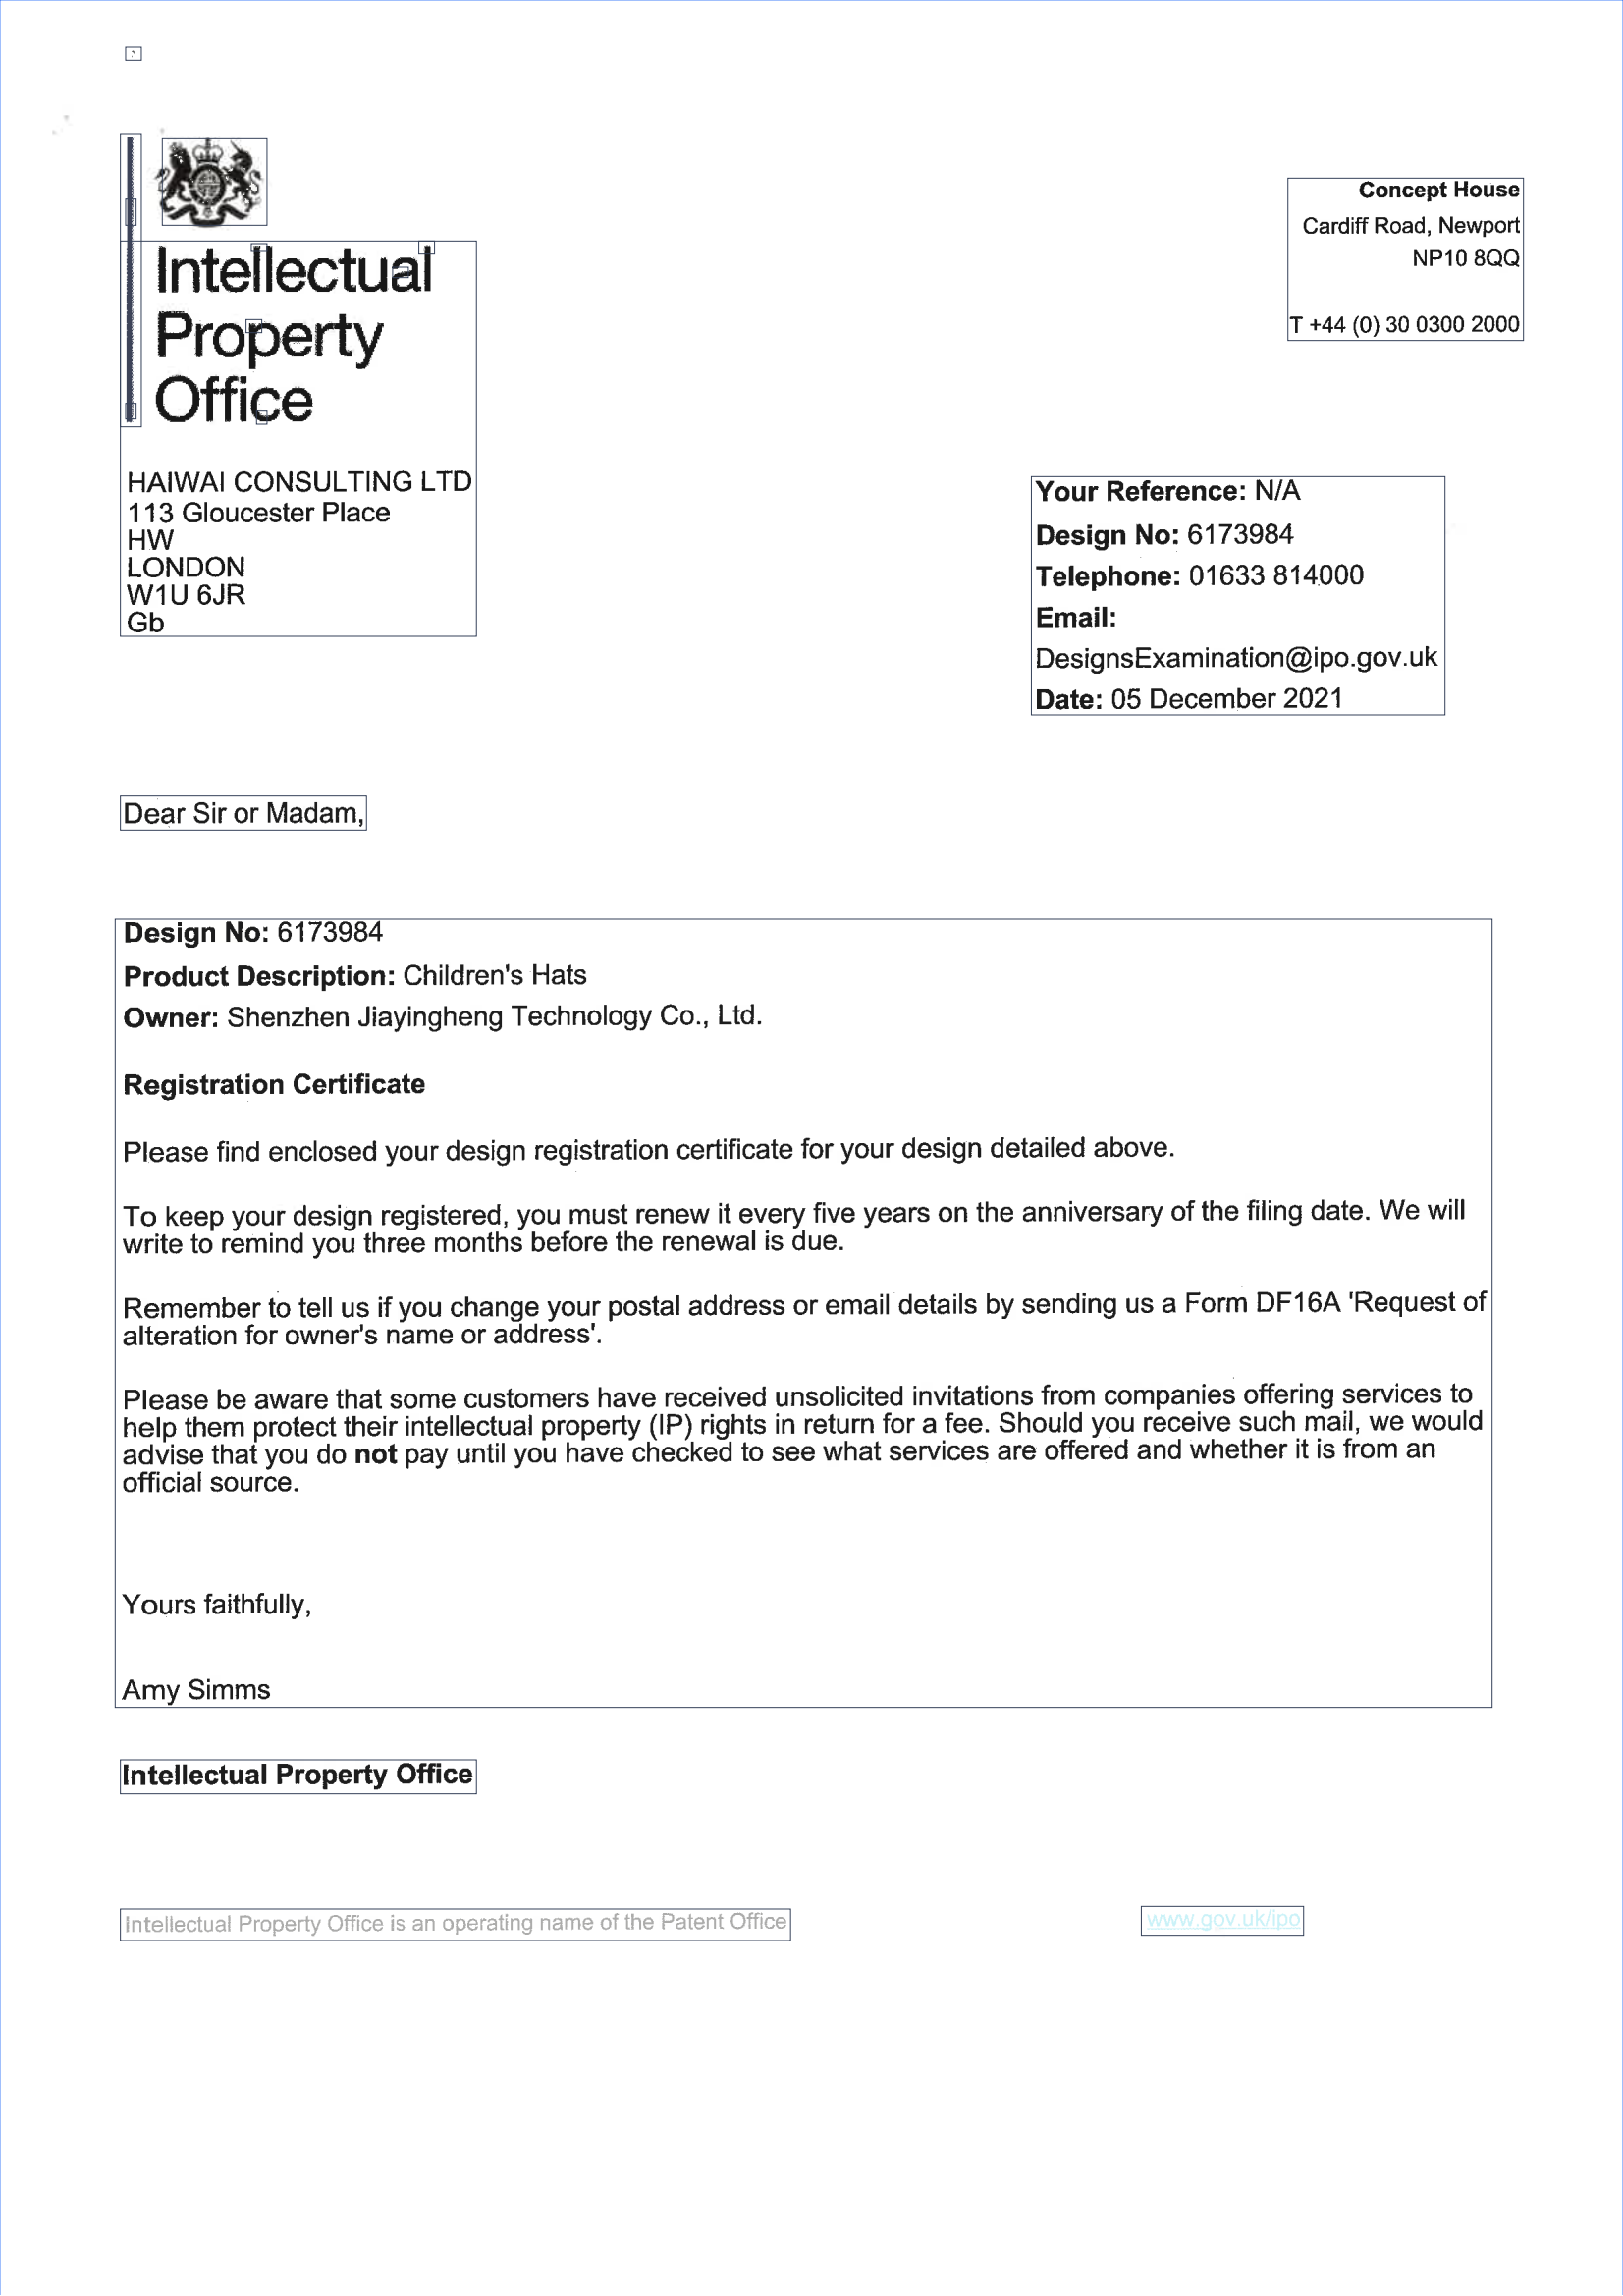 Intellectual
Property
Office
Concept House
Cardiff Road, Newport
NP10 8QQ
T +44 (0) 30 0300 2000
HAIWAI CONSULTING LTD
113 Gloucester Place
HW
LONDON
W1U 6JR
Gb
Your Reference: N/A
Design No: 6173984
Telephone: 01633 814000
Email:
DesignsExamination@ipo.gov.uk
Date: 05 December 2021
Dear Sir or Madam,
Design No: 6173984
Product Description: Children's Hats
Owner: Shenzhen Jiayingheng Technology Co., Ltd.
Registration Certificate
Please find enclosed your design registration certificate for your design detailed above.
To keep your design registered, you must renew it every five years on the anniversary of the filing date. We will
write to remind you three months before the renewal is due.
Remember to tell us if you change your postal address or email details by sending us a Form DF16A 'Request of
alteration for owner's name or address'.
Please be aware that some customers have received unsolicited invitations from companies offering services to
help them protect their intellectual property (IP) rights in return for a fee. Should you receive such mail, we would
advise that you do not pay until you have checked to see what services are offered and whether it is from an
official source.
Yours faithfully,
Amy Simms
Intellectual Property Office
Intellectual Property Office is an operating name of the Patent Office
www.gov.uk/ipo